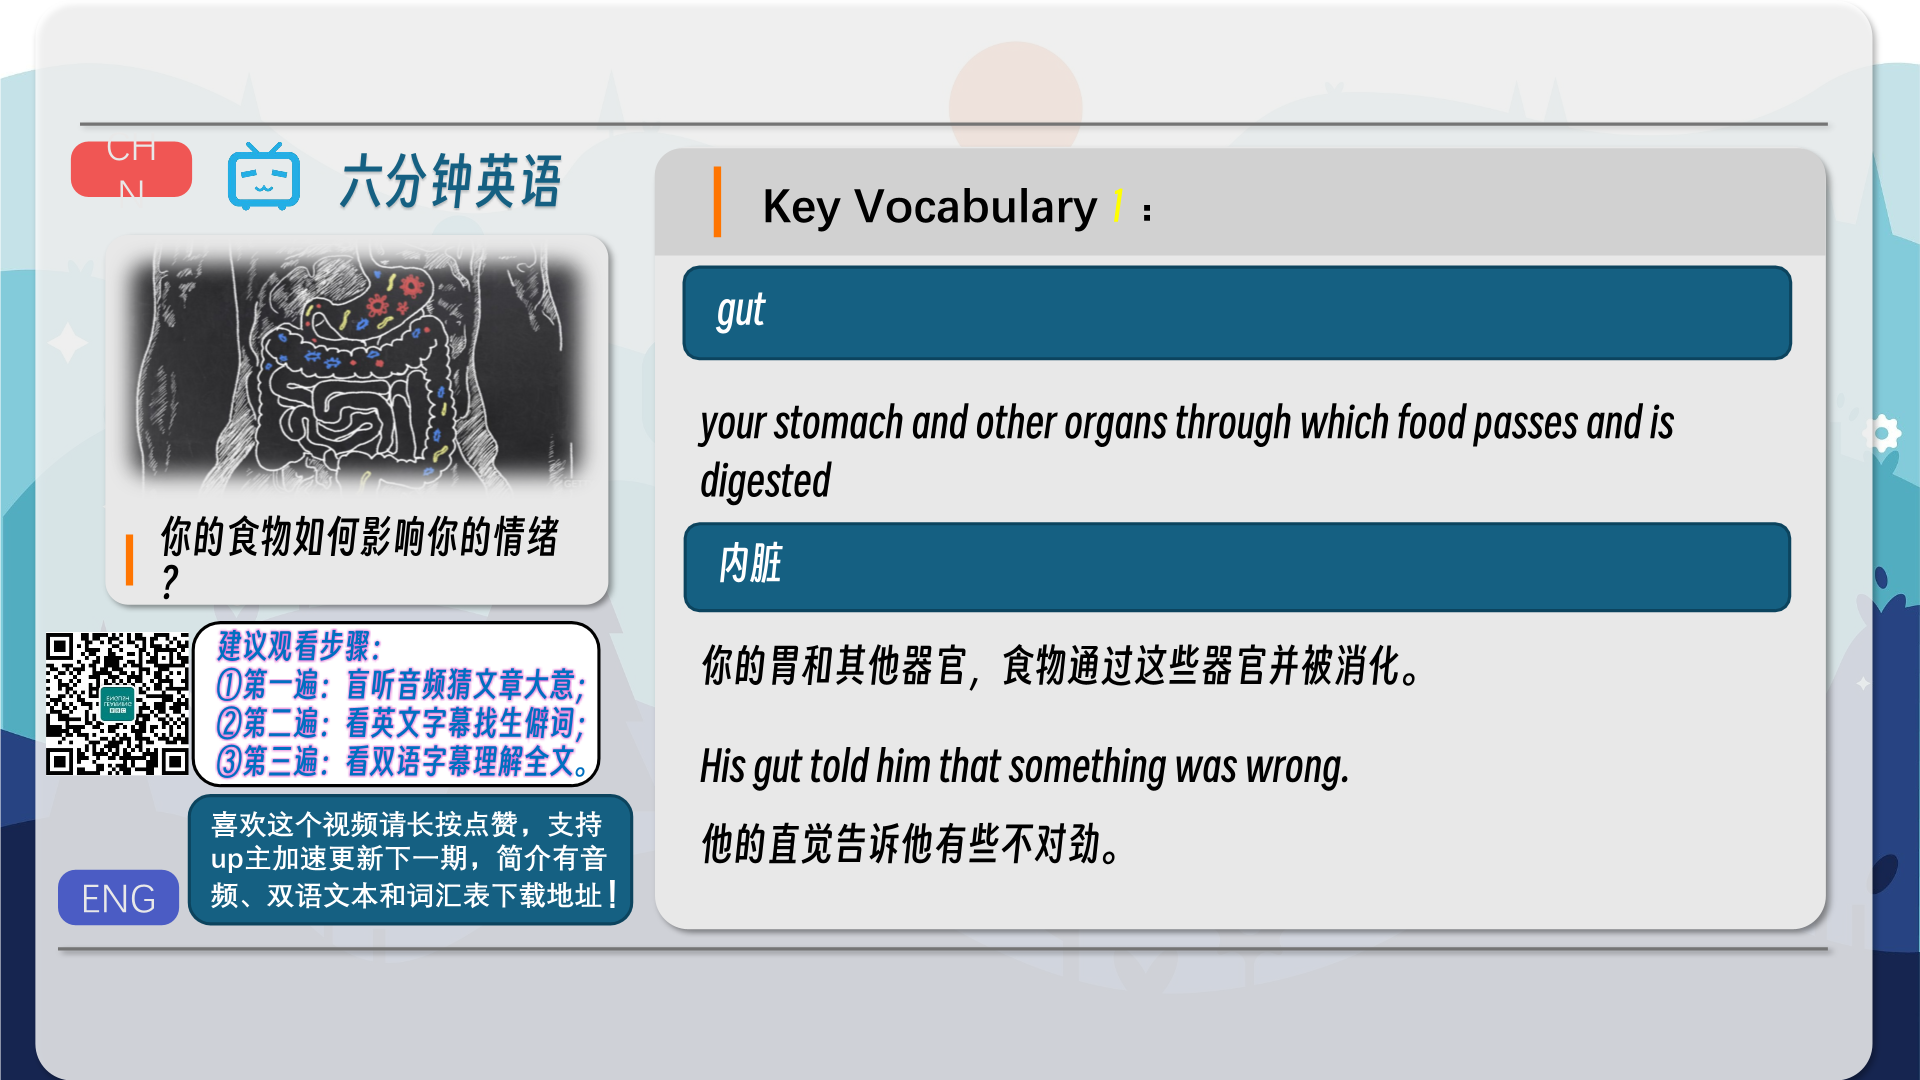 CH
N
六分钟英语
你的食物如何影响你的情绪
?
建议观看步骤：
①第一遍：盲听音频猜文章大意；
②第二遍：看英文字幕找生僻词；
③第三遍：看双语字幕理解全文。
喜欢这个视频请长按点赞，支持
up主加速更新下一期，简介有音
频、双语文本和词汇表下载地址！
ENG
Key Vocabulary 1：
gut
your stomach and other organs through which food passes and is
digested
内脏
你的胃和其他器官，食物通过这些器官并被消化。
His gut told him that something was wrong.
他的直觉告诉他有些不对劲。